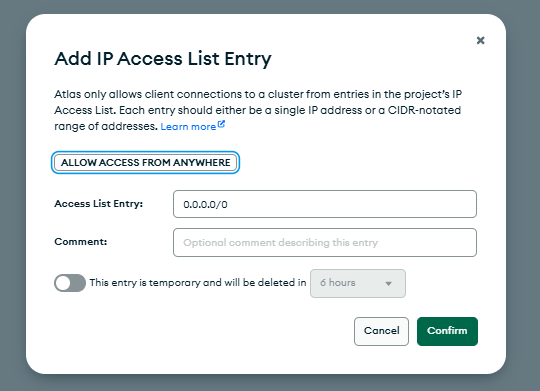 Add IP Access List Entry
Atlas only allows client connections to a cluster from entries in the project's IP
Access List. Each entry should either be a single IP address or a CIDR-notated
range of addresses. Learn more
ALLOW ACCESS FROM ANYWHERE
Access List Entry: 0.0.0.0/0
Comment: Optional comment describing this entry
This entry is temporary and will be deleted in 6 hours
Cancel Confirm